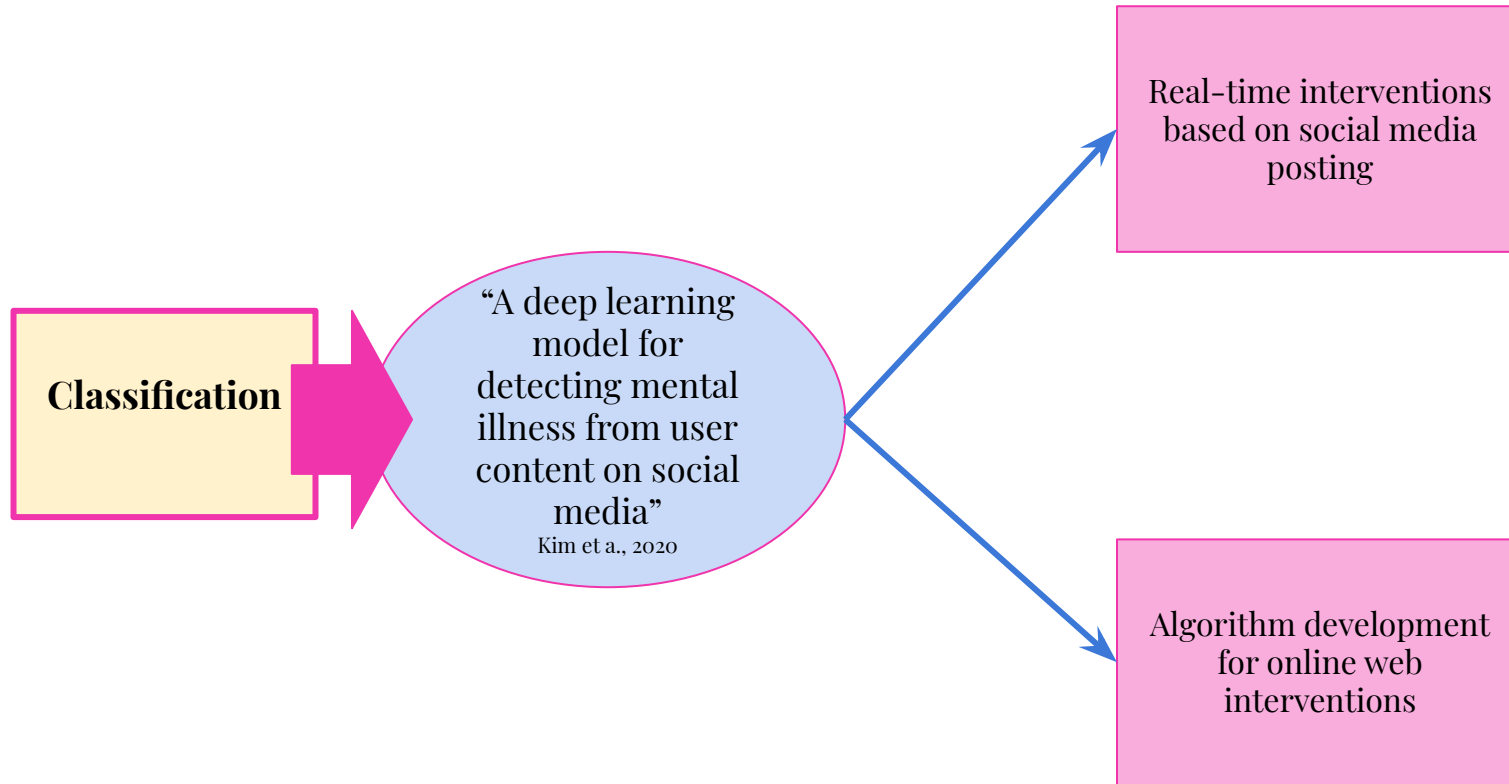 Classification
“A deep learning
model for
detecting mental
illness from user
content on social
media”
Kim et a., 2020
Real-time interventions
based on social media
posting
Algorithm development
for online web
interventions